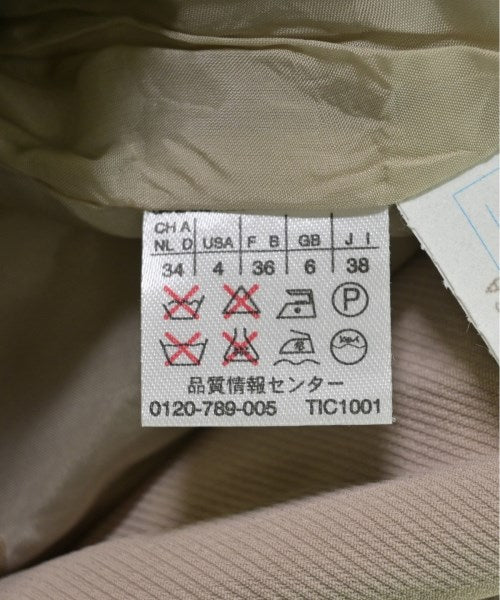 CH A
NL D USA F B GB J I
34 4 36 6 38
P
品質情報センター
0120-789-005 TIC1001